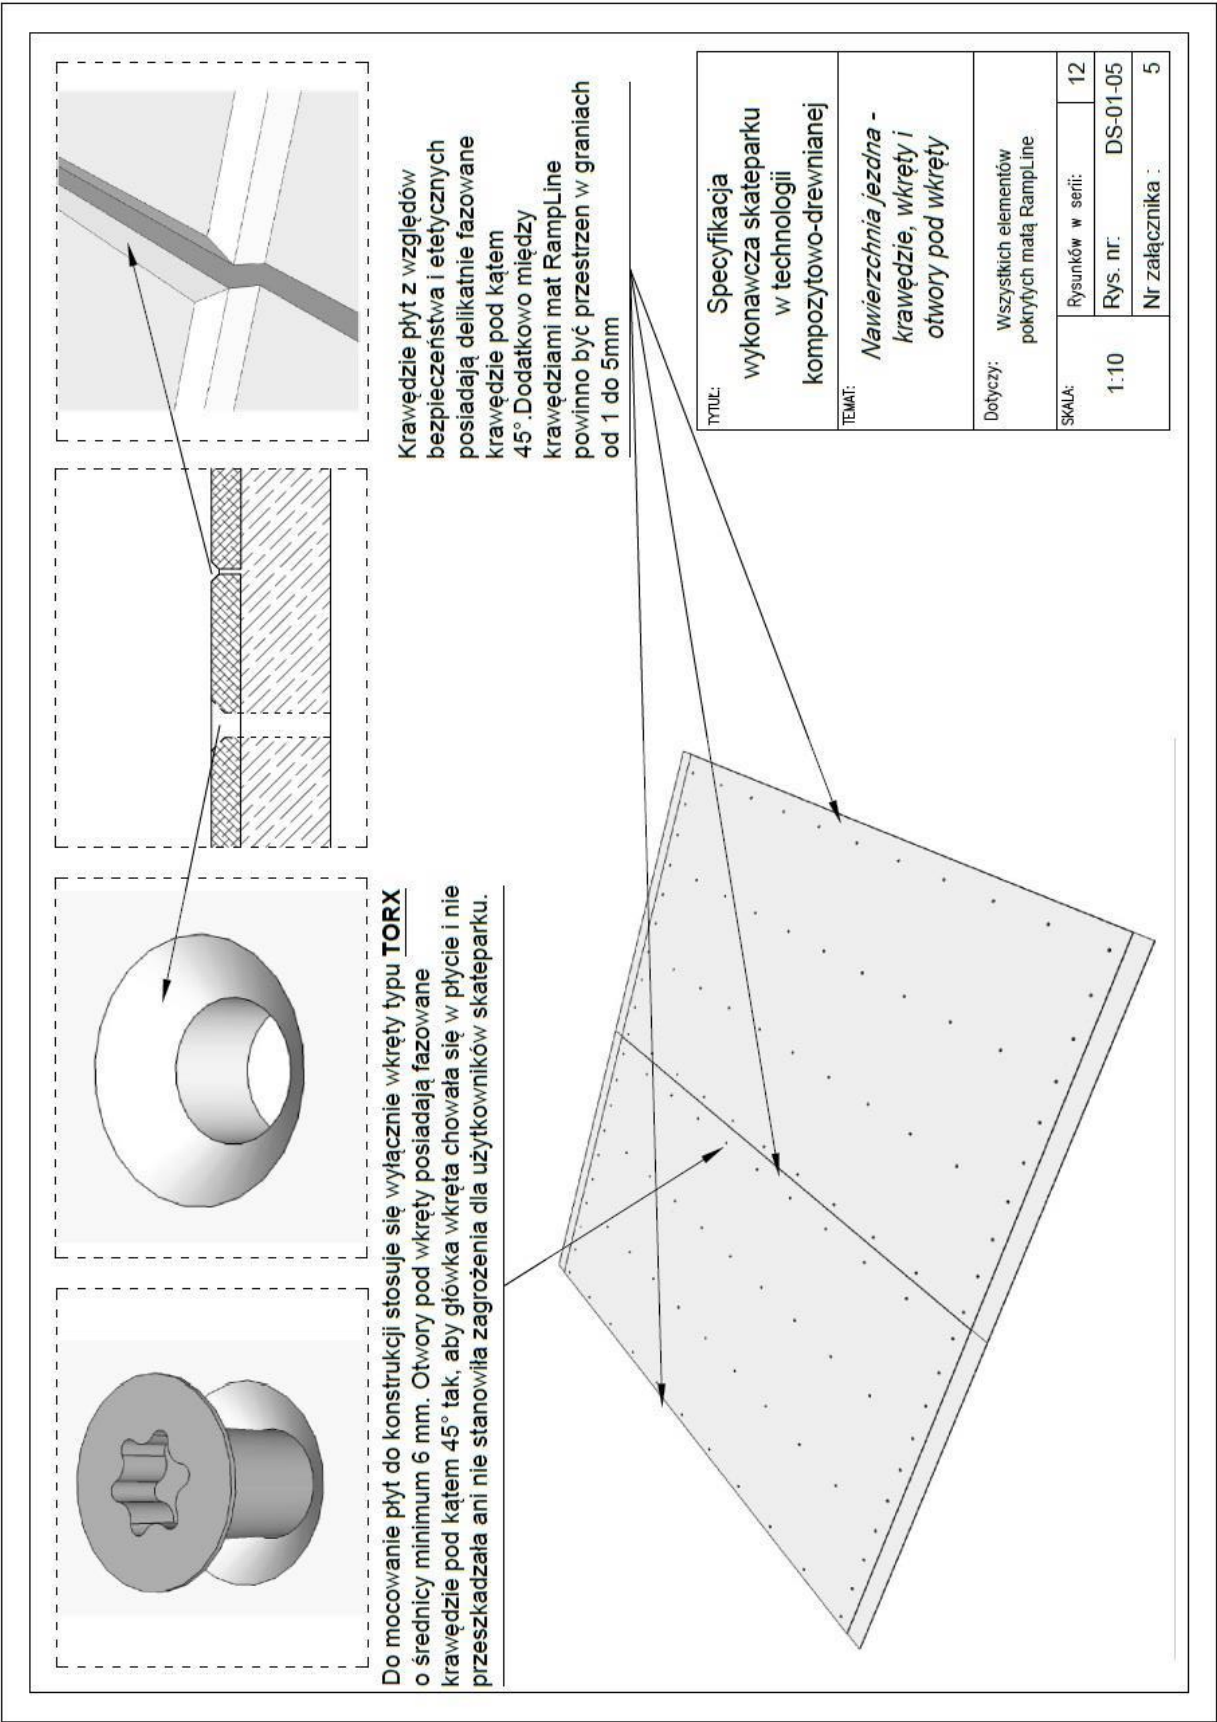 Do mocowanie płyt do konstrukcji stosuje się wyłącznie wkręty typu TORX
o średnicy minimum 6 mm. Otwory pod wkręty posiadają fazowane
krawędzie pod kątem 45° tak, aby główka wkręta chowała się w płycie i nie
przeszkadzała ani nie stanowiła zagrożenia dla użytkowników skateparku.
Krawędzie płyt z względów
bezpieczeństwa i etetycznych
posiadają delikatnie fazowane
krawędzie pod kątem
45°.Dodatkowo między
krawędziami mat RampLine
powinno być przestrzen w graniach
od 1 do 5mm
TYTUŁ:
Specyfikacja
wykonawcza skateparku
w technologii
kompozytowo-drewnianej
TEMAT:
Nawierzchnia jezdna -
krawędzie, wkręty i
otwory pod wkręty
Dotyczy:
Wszystkich elementów
pokrytych matą RampLine
SKALA:
1:10
Rysunków w serii: 12
Rys. nr: DS-01-05
Nr załącznika : 5